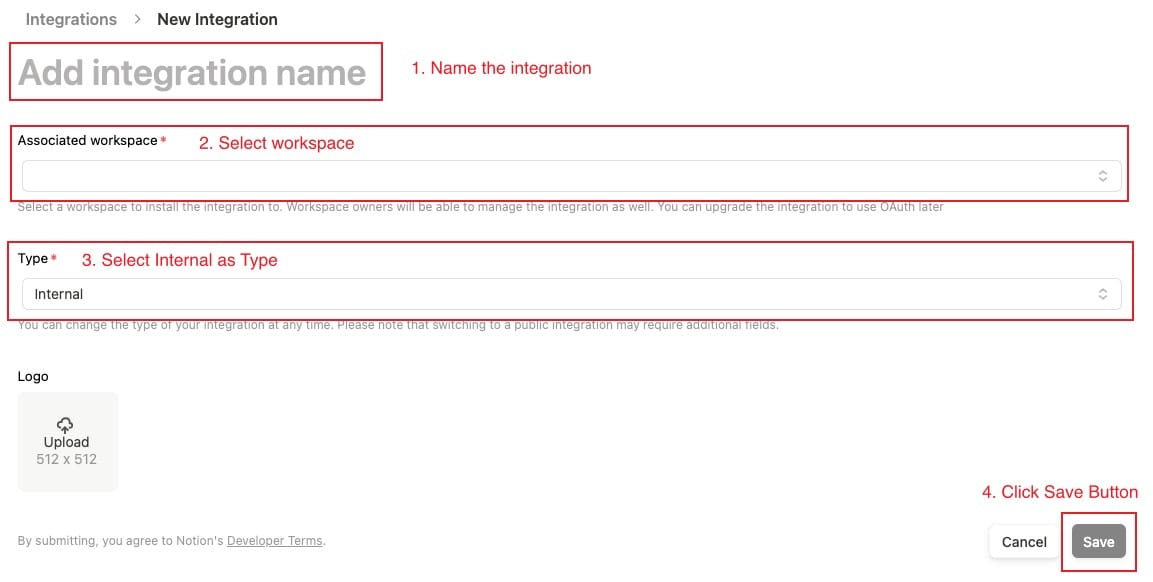 Integrations > New Integration
Add integration name
1. Name the integration
Associated workspace*
2. Select workspace
Select a workspace to install the integration to. Workspace owners will be able to manage the integration as well. You can upgrade the integration to use OAuth later
Type*
3. Select Internal as Type
Internal
You can change the type of your integration at any time. Please note that switching to a public integration may require additional fields.
Logo
Upload
512 x 512
4. Click Save Button
By submitting, you agree to Notion's Developer Terms.
Cancel
Save